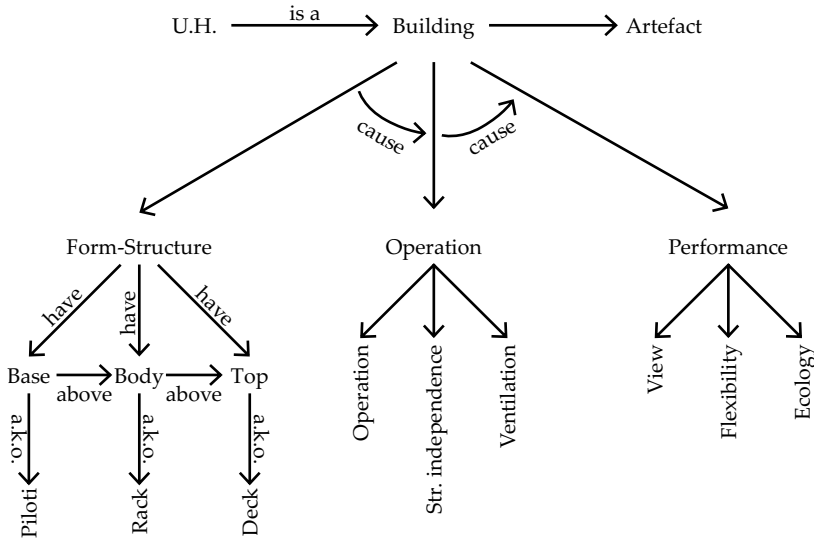 U.H. is a Building Artefact
cause cause
Form-Structure Operation Performance
have have have
Base above Body above Top
a.k.o. a.k.o. a.k.o.
Piloti Rack Deck
Operation Str. independence Ventilation
View Flexibility Ecology